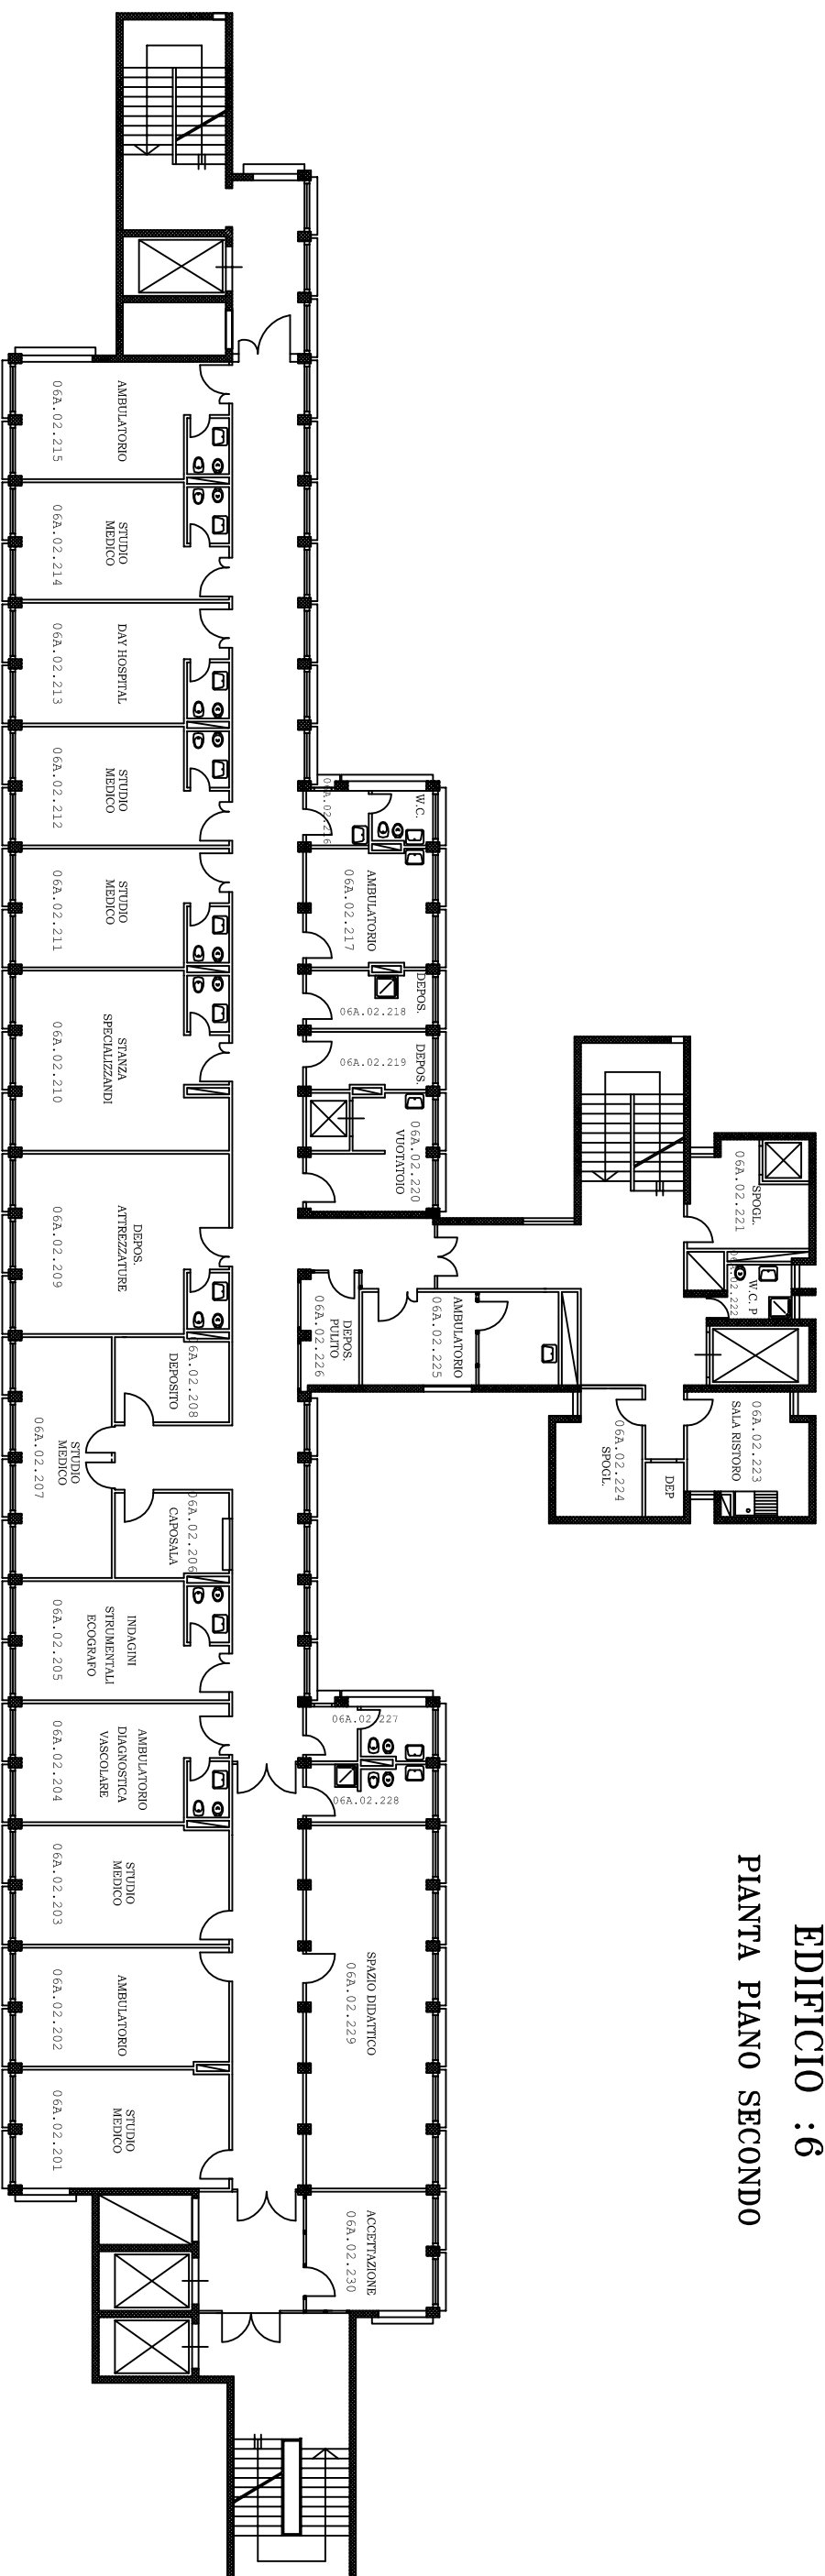 EDIFICIO :6
PIANTA PIANO SECONDO
AMBULATORIO
06A.02.215
STUDIO
MEDICO
06A.02.214
DAY HOSPITAL
06A.02.213
STUDIO
MEDICO
06A.02.212
STUDIO
MEDICO
06A.02.211
STANZA
SPECIALIZZANDI
06A.02.210
DEPOS.
ATTREZZATURE
06A.02.209
06A.02.208
DEPOSITO
STUDIO
MEDICO
06A.02.207
06A.02.206
CAPOSALA
INDAGINI
STRUMENTALI
ECOGRAFO
06A.02.205
AMBULATORIO
DIAGNOSTICA
VASCOLARE
06A.02.204
STUDIO
MEDICO
06A.02.203
AMBULATORIO
06A.02.202
STUDIO
MEDICO
06A.02.201
W.C.
06A.02.216
AMBULATORIO
06A.02.217
DEPOS.
06A.02.218
DEPOS.
06A.02.219
06A.02.220
VUOTATOIO
SPOGL.
06A.02.221
W.C. P
06A.02.222
06A.02.223
SALA RISTORO
06A.02.224
SPOGL.
DEP
AMBULATORIO
06A.02.225
DEPOS.
PULITO
06A.02.226
06A.02.227
06A.02.228
SPAZIO DIDATTICO
06A.02.229
ACCETTAZIONE
06A.02.230